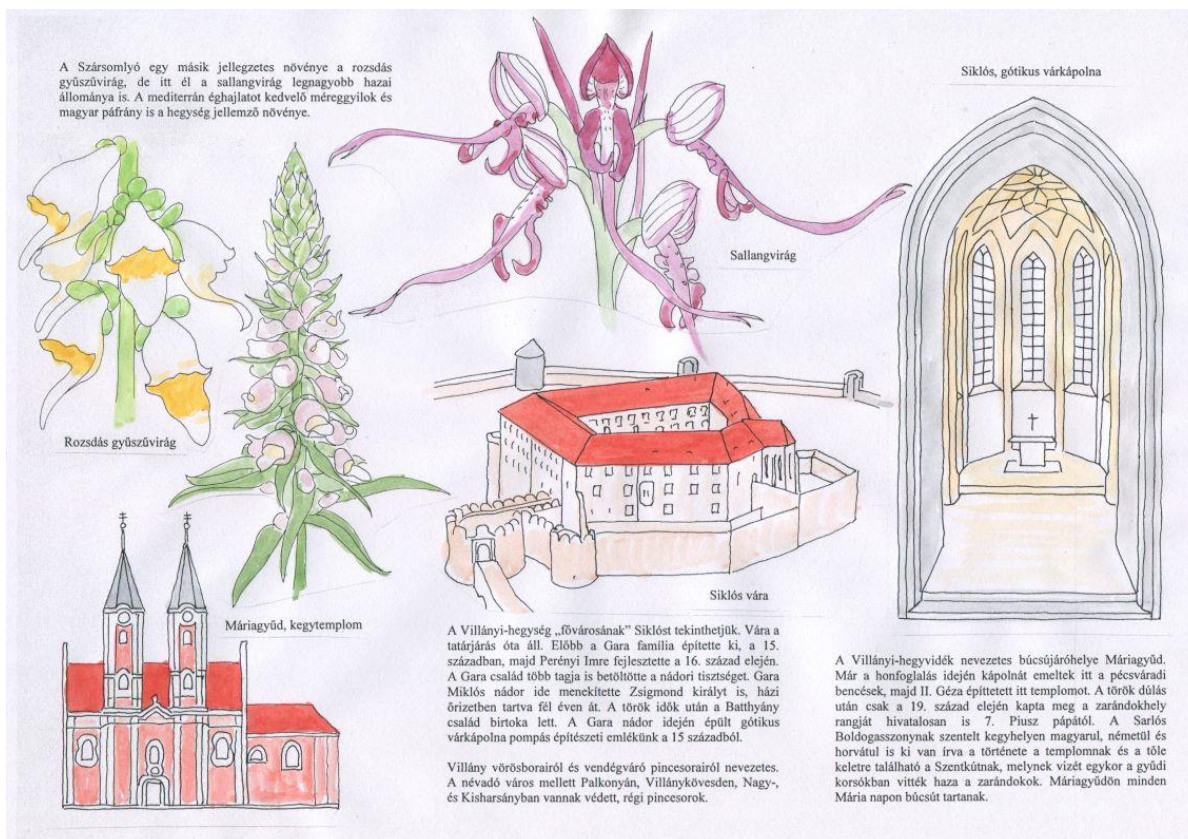 A Szársomlyó egy másik jellegzetes növénye a rozsdás
gyűszűvirág, de itt él a sallangvirág legnagyobb hazai
állománya is. A mediterrán éghajlatot kedvelő méreggyilok és
magyar páfrány is a hegység jellemző növénye.
Siklós, gótikus várkápolna
Sallangvirág
Rozsdás gyűszűvirág
Siklós vára
Máriagyűd, kegytemplom
A Villányi-hegység „fővárosának” Siklóst tekinthetjük. Vára a
tatárjárás óta áll. Előbb a Gara família építette ki, a 15.
században, majd Perényi Imre fejlesztette a 16. század elején.
A Gara család több tagja is betöltötte a nádori tisztséget. Gara
Miklós nádor ide menekítette Zsigmond királyt is, házi
őrizetben tartva fél éven át. A török idők után a Batthyány
család birtoka lett. A Gara nádor idején épült gótikus
várkápolna pompás építészeti emlékünk a 15 századból.
Villány vörösborairól és vendégváró pincesorairól nevezetes.
A névadó város mellett Palkonyán, Villánykövesden, Nagy-,
és Kisharsányban vannak védett, régi pincesorok.
A Villányi-hegyvidék nevezetes búcsújáróhelye Máriagyűd.
Már a honfoglalás idején kápolnát emeltek itt a pécsváradi
bencések, majd II. Géza építtetett itt templomot. A török dúlás
után csak a 19. század elején kapta meg a zarándokhely
rangját hivatalosan is 7. Piusz pápától. A Sarlós
Boldogasszonynak szentelt kegyhelyen magyarul, németül és
horvátul is ki van írva a története a templomnak és a tőle
keletre található a Szentkútnak, melynek vizét egykor a gyűdi
korsókban vitték haza a zarándokok. Máriagyűdön minden
Mária napon búcsút tartanak.